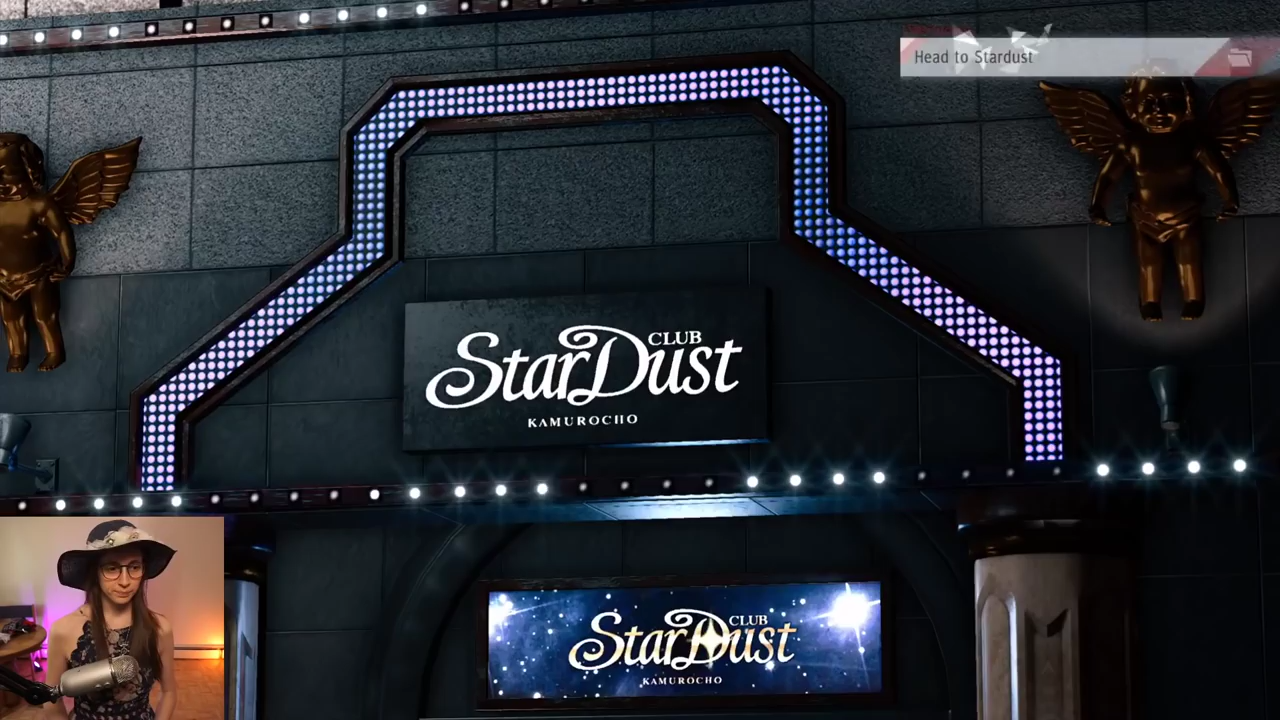 Head to Stardust
CLUB
StarDust
KAMUROCHO
CLUB
StarDust
KAMUROCHO